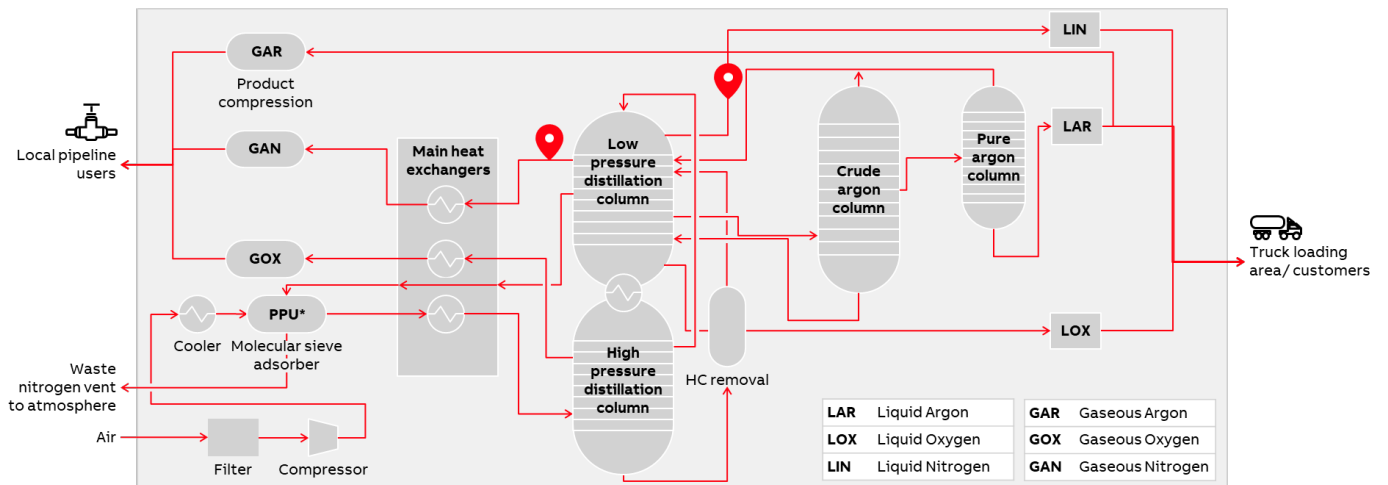 LIN
GAR
Product
compression
LAR
Local pipeline
users
GAN
Main heat
exchangers
Low
pressure
distillation
column
Crude
argon
column
Pure
argon
column
GOX
Truck loading
area/ customers
PPU*
Cooler
Molecular sieve
adsorber
LOX
Waste
nitrogen vent
to atmosphere
High
pressure
distillation
column
HC removal
Air
Filter
Compressor
LAR Liquid Argon
LOX Liquid Oxygen
LIN Liquid Nitrogen
GAR Gaseous Argon
GOX Gaseous Oxygen
GAN Gaseous Nitrogen